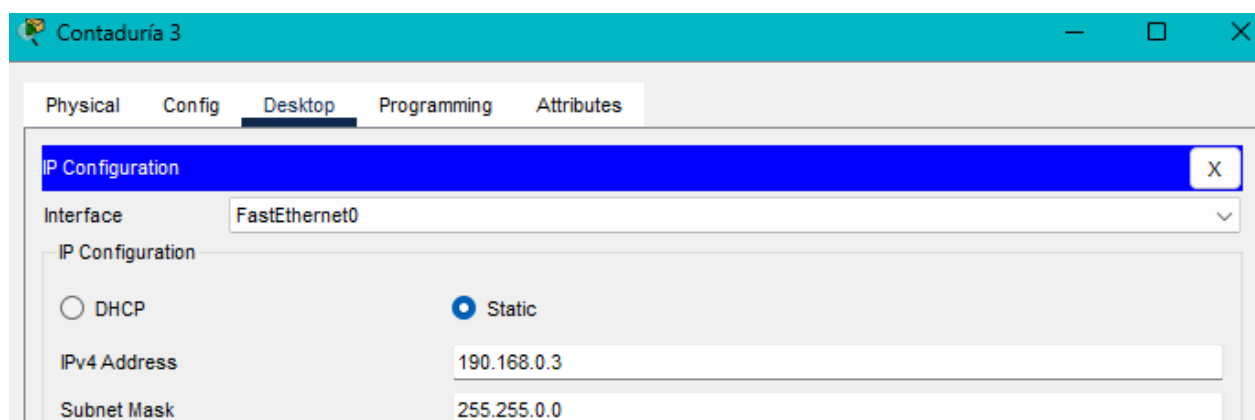 Contaduría 3
Physical Config Desktop Programming Attributes
IP Configuration X
Interface FastEthernet0
IP Configuration
DHCP Static
IPv4 Address 190.168.0.3
Subnet Mask 255.255.0.0